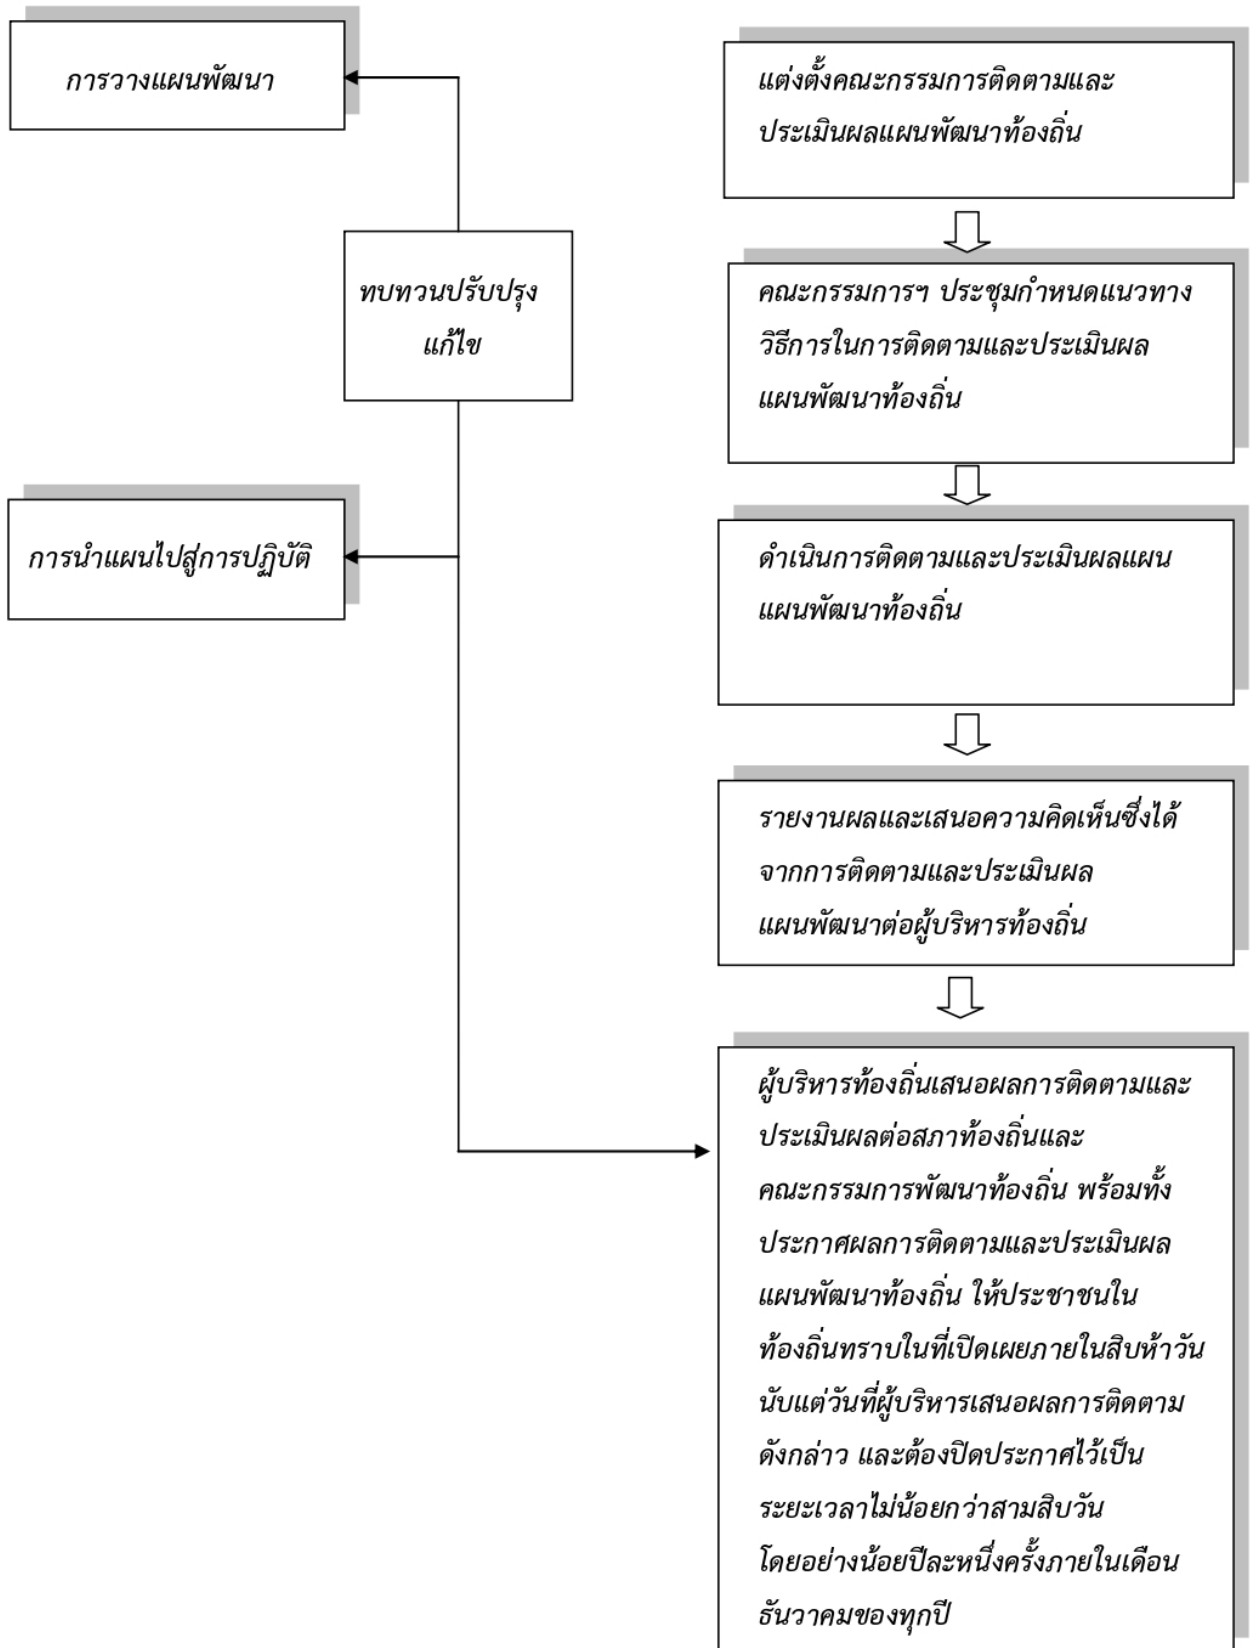 การวางแผนพัฒนา
ทบทวนปรับปรุง
แก้ไข
การนำแผนไปสู่การปฏิบัติ
แต่งตั้งคณะกรรมการติดตามและ
ประเมินผลแผนพัฒนาท้องถิ่น
คณะกรรมการฯ ประชุมกำหนดแนวทาง
วิธีการในการติดตามและประเมินผล
แผนพัฒนาท้องถิ่น
ดำเนินการติดตามและประเมินผลแผน
แผนพัฒนาท้องถิ่น
รายงานผลและเสนอความคิดเห็นซึ่งได้
จากการติดตามและประเมินผล
แผนพัฒนาต่อผู้บริหารท้องถิ่น
ผู้บริหารท้องถิ่นเสนอผลการติดตามและ
ประเมินผลต่อสภาท้องถิ่นและ
คณะกรรมการพัฒนาท้องถิ่น พร้อมทั้ง
ประกาศผลการติดตามและประเมินผล
แผนพัฒนาท้องถิ่น ให้ประชาชนใน
ท้องถิ่นทราบในที่เปิดเผยภายในสิบห้าวัน
นับแต่วันที่ผู้บริหารเสนอผลการติดตาม
ดังกล่าว และต้องปิดประกาศไว้เป็น
ระยะเวลาไม่น้อยกว่าสามสิบวัน
โดยอย่างน้อยปีละหนึ่งครั้งภายในเดือน
ธันวาคมของทุกปี